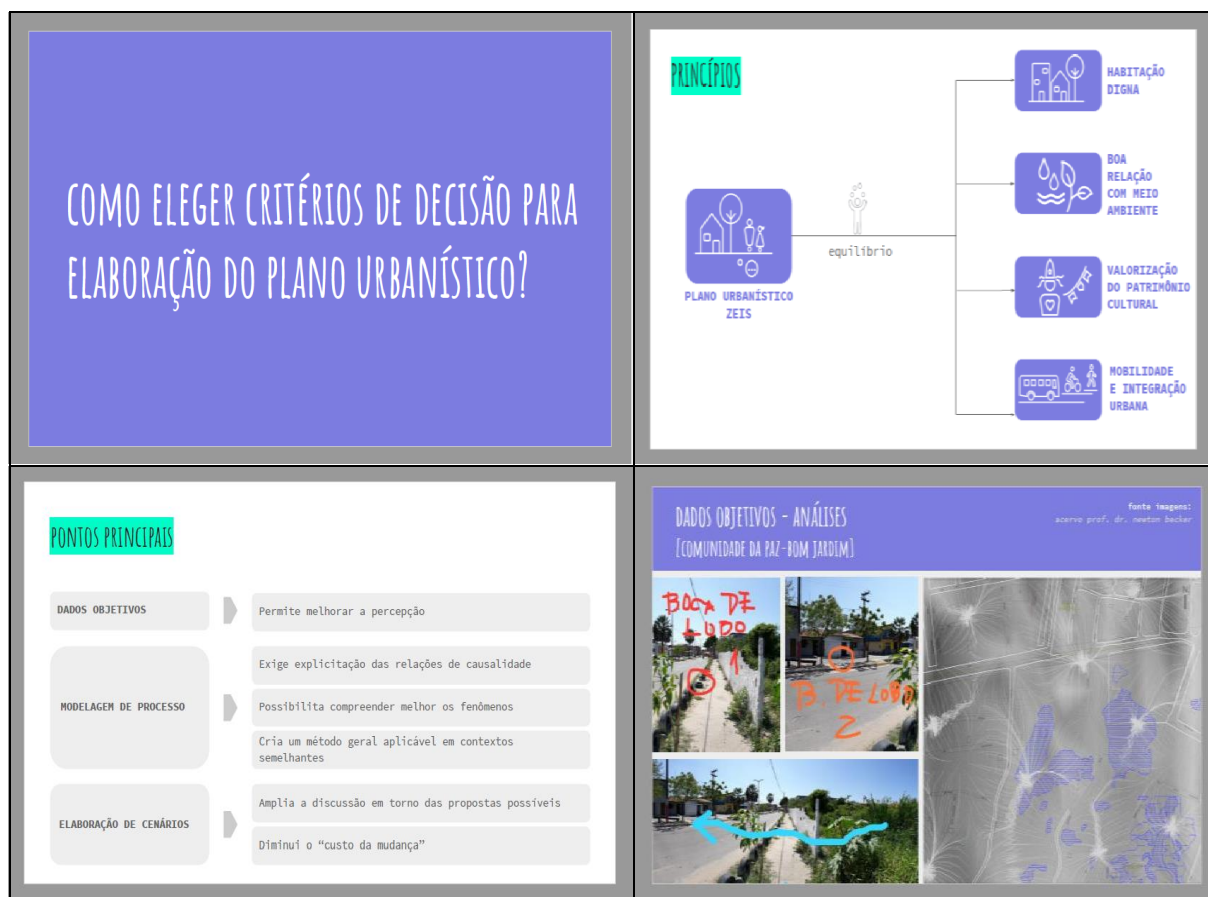 COMO ELEGER CRITÉRIOS DE DECISÃO PARA
ELABORAÇÃO DO PLANO URBANÍSTICO?
PRINCÍPIOS
PLANO URBANÍSTICO
ZEIS
equilíbrio
HABITAÇÃO
DIGNA
BOA
RELAÇÃO
COM MEIO
AMBIENTE
VALORIZAÇÃO
DO PATRIMÔNIO
CULTURAL
MOBILIDADE
E INTEGRAÇÃO
URBANA
PONTOS PRINCIPAIS
DADOS OBJETIVOS
Permite melhorar a percepção
MODELAGEM DE PROCESSO
Exige explicitação das relações de causalidade
Possibilita compreender melhor os fenômenos
Cria um método geral aplicável em contextos
semelhantes
ELABORAÇÃO DE CENÁRIOS
Amplia a discussão em torno das propostas possíveis
Diminui o “custo da mudança”
DADOS OBJETIVOS - ANÁLISES
[COMUNIDADE DA PAZ-BOM JARDIM]
fonte imagens:
acervo prof. dr. newton becker
BOCA DE
LOBO
1
B. DE LOBO
2